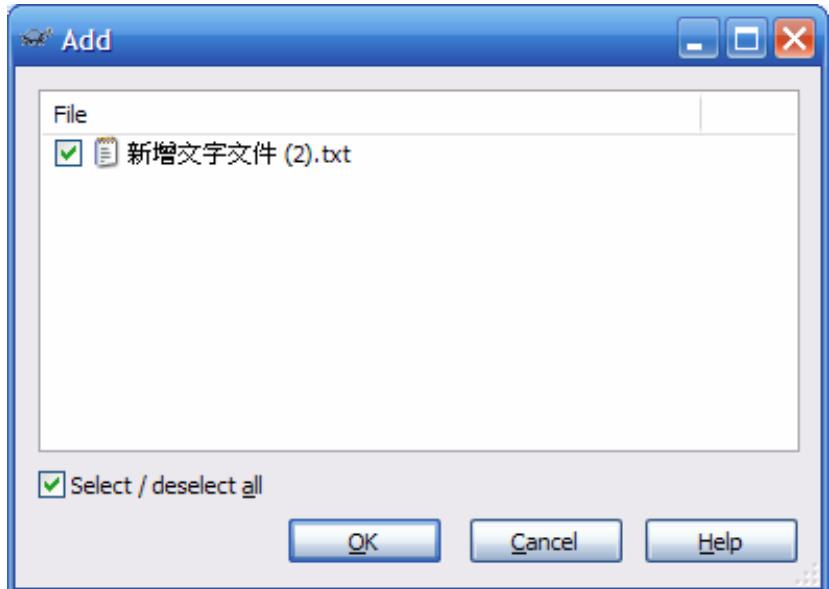 Add
File
新增文字文件 (2).txt
Select / deselect all
OK
Cancel
Help